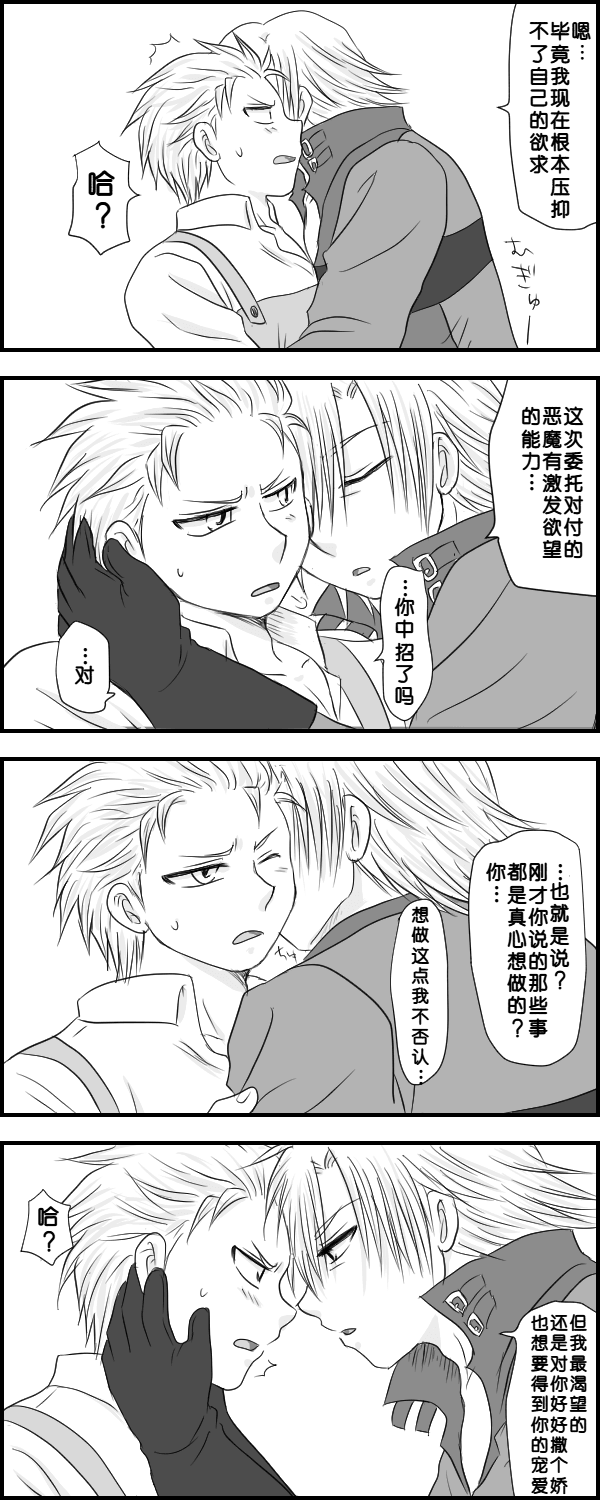 嗯…
毕竟我现在根本压抑
不了自己的欲求
哈？
むぎゅー
这次委托对付的
恶魔有激发欲望
的能力…
…你中招了吗
…对
…也就是说？
刚才你说的那些事
都是真心想做的？
你…
想做这点我不否认…
哈？
但我最渴望的
还是对你好好撒个娇
也想要得到你的宠爱